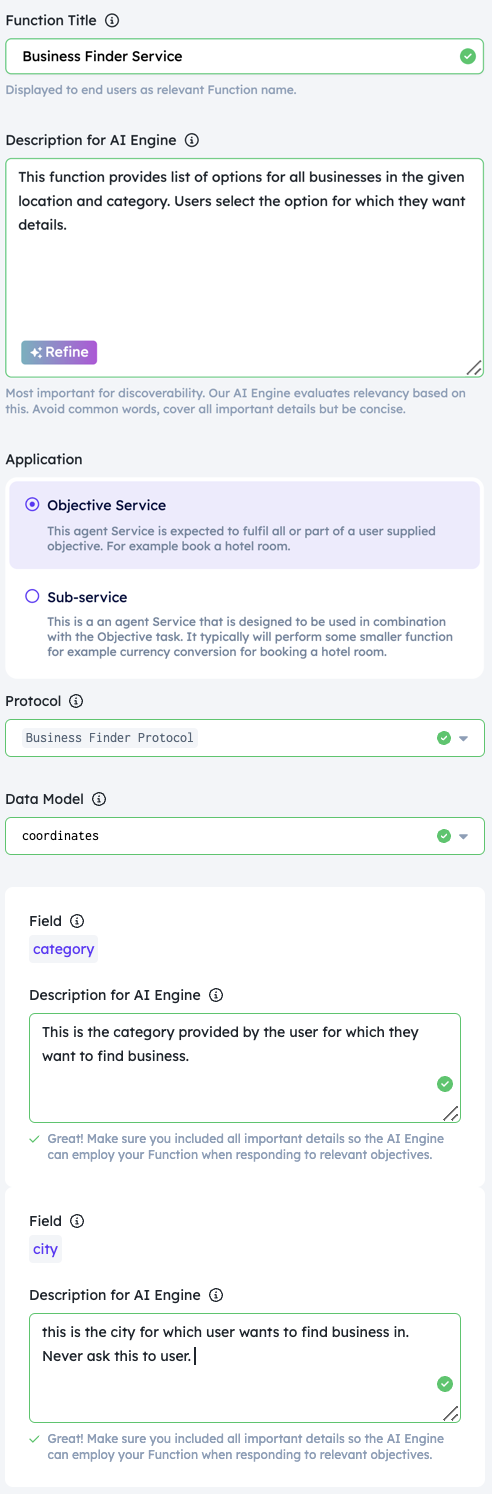 Function Title
Business Finder Service
Displayed to end users as relevant Function name.
Description for AI Engine
This function provides list of options for all businesses in the given
location and category. Users select the option for which they want
details.
Refine
Most important for discoverability. Our AI Engine evaluates relevancy based on
this. Avoid common words, cover all important details but be concise.
Application
Objective Service
This agent Service is expected to fulfil all or part of a user supplied
objective. For example book a hotel room.
Sub-service
This is a an agent Service that is designed to be used in combination
with the Objective task. It typically will perform some smaller function
for example currency conversion for booking a hotel room.
Protocol
Business Finder Protocol
Data Model
coordinates
Field
category
Description for AI Engine
This is the category provided by the user for which they
want to find business.
Great! Make sure you included all important details so the AI Engine
can employ your Function when responding to relevant objectives.
Field
city
Description for AI Engine
this is the city for which user wants to find business in.
Never ask this to user.
Great! Make sure you included all important details so the AI Engine
can employ your Function when responding to relevant objectives.